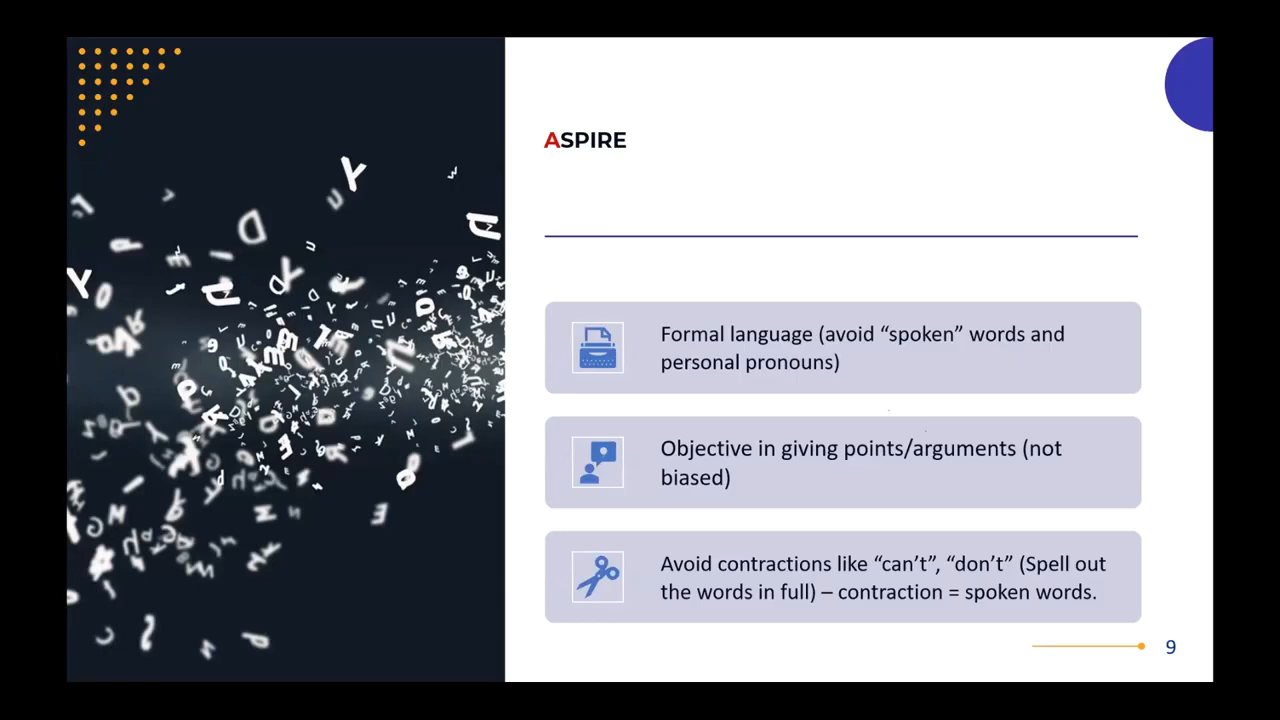 ASPIRE
Formal language (avoid “spoken” words and
personal pronouns)
Objective in giving points/arguments (not
biased)
Avoid contractions like “can’t”, “don’t” (Spell out
the words in full) – contraction = spoken words.
9